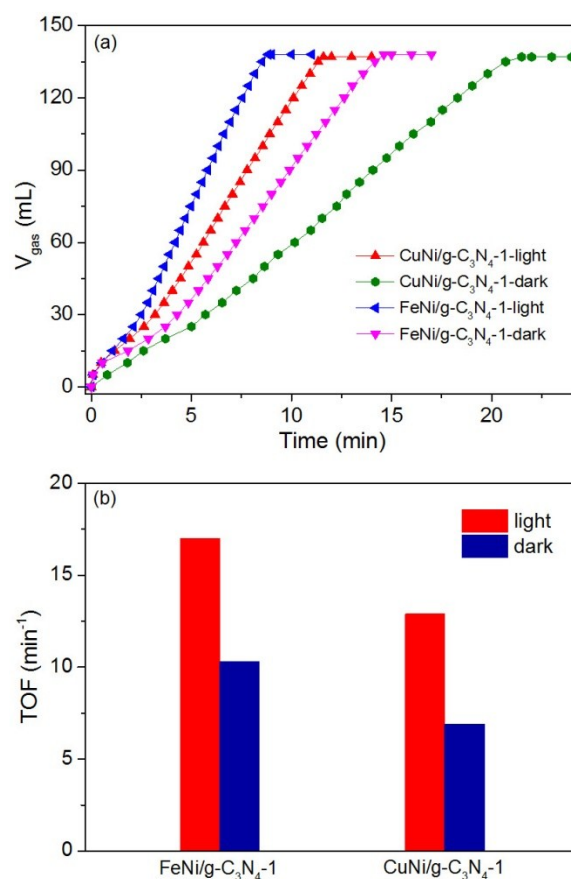 (a)
150
120
90
60
30
0
V_gas (mL)
CuNi/g-C₃N₄-1-light
CuNi/g-C₃N₄-1-dark
FeNi/g-C₃N₄-1-light
FeNi/g-C₃N₄-1-dark
0 5 10 15 20
Time (min)
(b)
20
15
10
5
0
TOF (min⁻¹)
light
dark
FeNi/g-C₃N₄-1 CuNi/g-C₃N₄-1